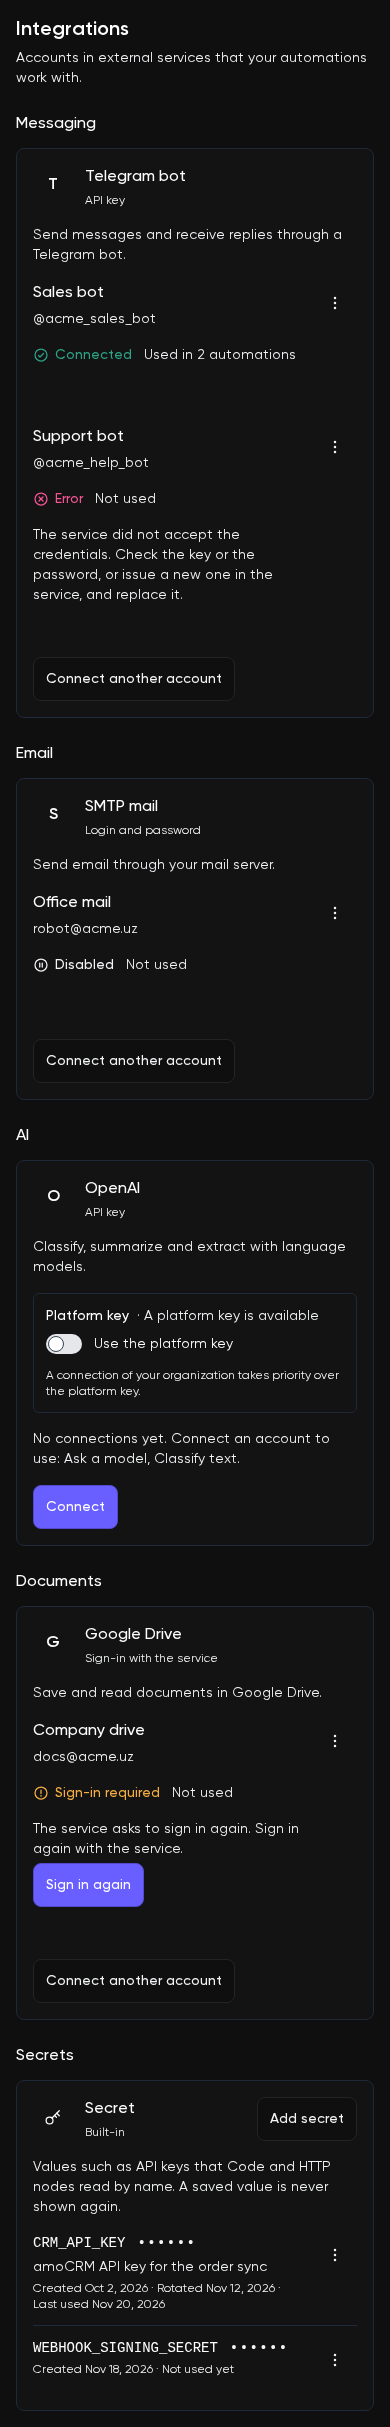 Integrations
Accounts in external services that your automations
work with.
Messaging
T
Telegram bot
API key
Send messages and receive replies through a
Telegram bot.
Sales bot
@acme_sales_bot
Connected Used in 2 automations
Support bot
@acme_help_bot
Error Not used
The service did not accept the
credentials. Check the key or the
password, or issue a new one in the
service, and replace it.
Connect another account
Email
S
SMTP mail
Login and password
Send email through your mail server.
Office mail
robot@acme.uz
Disabled Not used
Connect another account
AI
O
OpenAI
API key
Classify, summarize and extract with language
models.
Platform key · A platform key is available
Use the platform key
A connection of your organization takes priority over
the platform key.
No connections yet. Connect an account to
use: Ask a model, Classify text.
Connect
Documents
G
Google Drive
Sign-in with the service
Save and read documents in Google Drive.
Company drive
docs@acme.uz
Sign-in required Not used
The service asks to sign in again. Sign in
again with the service.
Sign in again
Connect another account
Secrets
Secret
Built-in
Add secret
Values such as API keys that Code and HTTP
nodes read by name. A saved value is never
shown again.
CRM_API_KEY ••••••
amoCRM API key for the order sync
Created Oct 2, 2026 · Rotated Nov 12, 2026 ·
Last used Nov 20, 2026
WEBHOOK_SIGNING_SECRET ••••••
Created Nov 18, 2026 · Not used yet